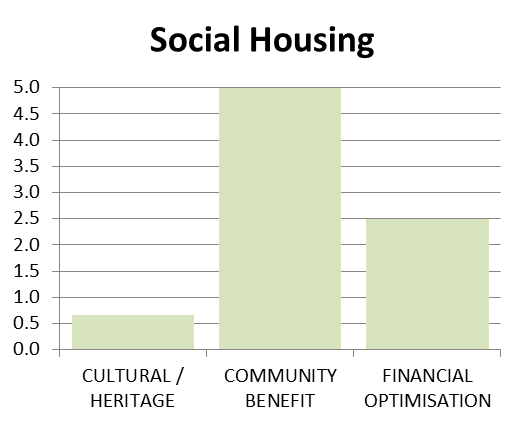 Social Housing
5.0
4.5
4.0
3.5
3.0
2.5
2.0
1.5
1.0
0.5
0.0
CULTURAL /
HERITAGE
COMMUNITY
BENEFIT
FINANCIAL
OPTIMISATION